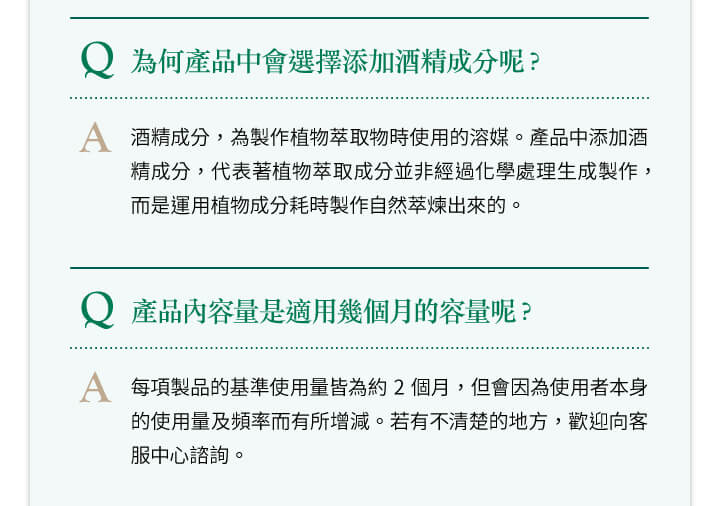 Q 為何產品中會選擇添加酒精成分呢?
A 酒精成分，為製作植物萃取物時使用的溶媒。產品中添加酒
精成分，代表著植物萃取成分並非經過化學處理生成製作，
而是運用植物成分耗時製作自然萃煉出來的。
Q 產品內容量是適用幾個月的容量呢?
A 每項製品的基準使用量皆為約 2 個月，但會因為使用者本身
的使用量及頻率而有所增減。若有不清楚的地方，歡迎向客
服中心諮詢。